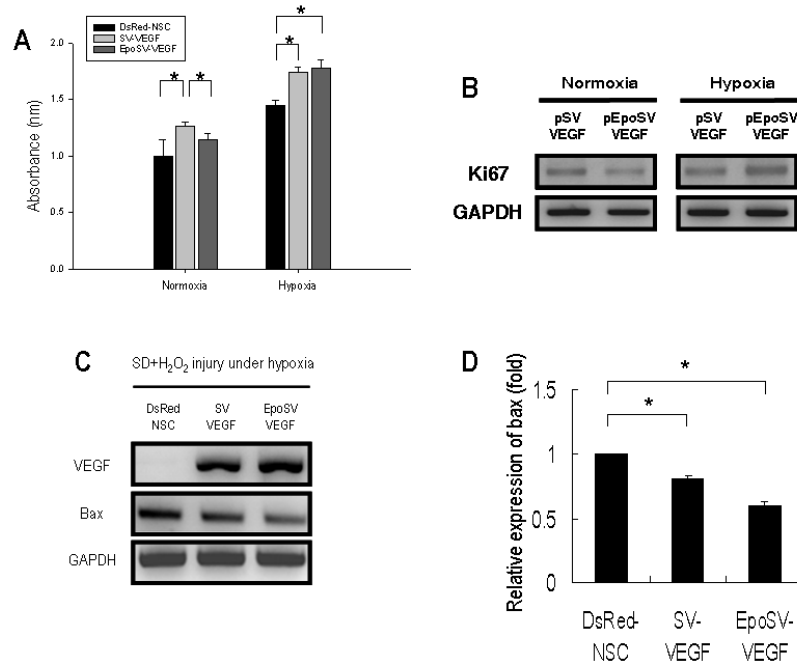 A
DsRed-NSC
SV-VEGF
EpoSV-VEGF
Absorbance (nm)
2.0
1.5
1.0
0.5
0.0
*
*
*
*
Normoxia
Hypoxia
B
Normoxia
Hypoxia
pSV pEpoSV
VEGF VEGF
pSV pEpoSV
VEGF VEGF
Ki67
GAPDH
C
SD+H₂O₂ injury under hypoxia
DsRed SV EpoSV
NSC VEGF VEGF
VEGF
Bax
GAPDH
D
Relative expression of bax (fold)
1.5
1
0.5
0
*
*
DsRed- SV- EpoSV-
NSC VEGF VEGF